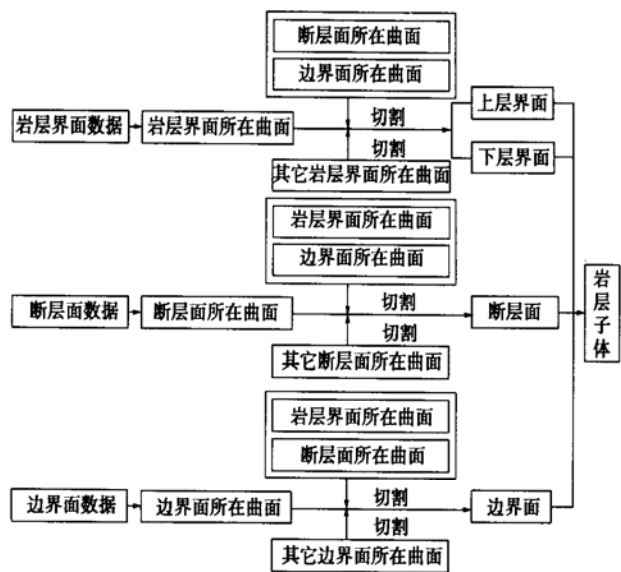 断层面所在曲面
边界面所在曲面
岩层界面数据
岩层界面所在曲面
切割
切割
上层界面
下层界面
其它岩层界面所在曲面
岩层界面所在曲面
边界面所在曲面
断层面数据
断层面所在曲面
切割
切割
断层面
岩层子体
其它断层面所在曲面
岩层界面所在曲面
断层面所在曲面
边界面数据
边界面所在曲面
切割
切割
边界面
其它边界面所在曲面